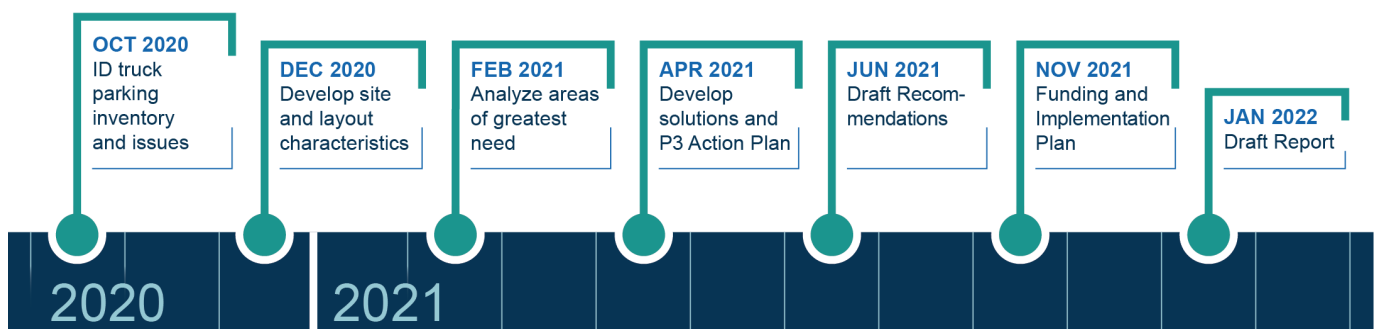 OCT 2020
ID truck
parking
inventory
and issues
DEC 2020
Develop site
and layout
characteristics
FEB 2021
Analyze areas
of greatest
need
APR 2021
Develop
solutions and
P3 Action Plan
JUN 2021
Draft Recom-
mendations
NOV 2021
Funding and
Implementation
Plan
JAN 2022
Draft Report
2020
2021